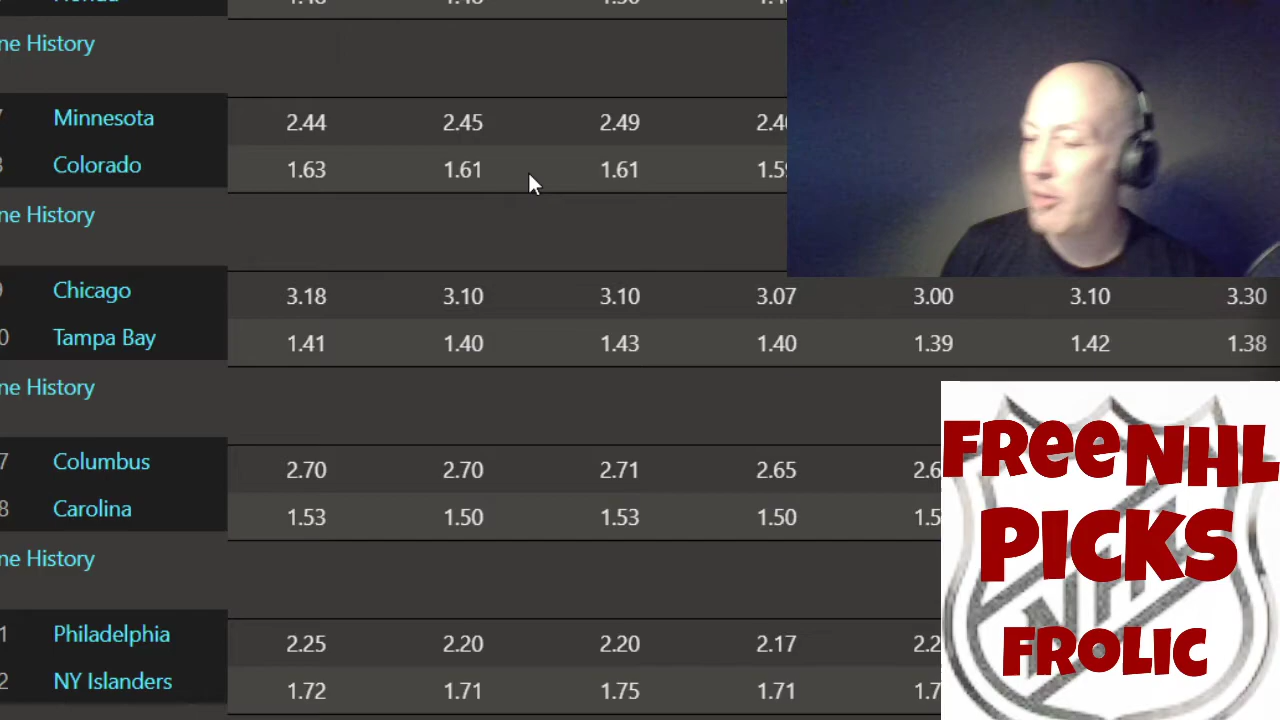 ne History
Minnesota 2.44 2.45 2.49
Colorado 1.63 1.61 1.61
ne History
Chicago 3.18 3.10 3.10 3.07 3.00 3.10 3.30
Tampa Bay 1.41 1.40 1.43 1.40 1.39 1.42 1.38
ne History
Columbus 2.70 2.70 2.71 2.65
Carolina 1.53 1.50 1.53 1.50
ne History
Philadelphia 2.25 2.20 2.20 2.17
NY Islanders 1.72 1.71 1.75 1.71
FREE NHL
PICKS
FROLIC
NHL